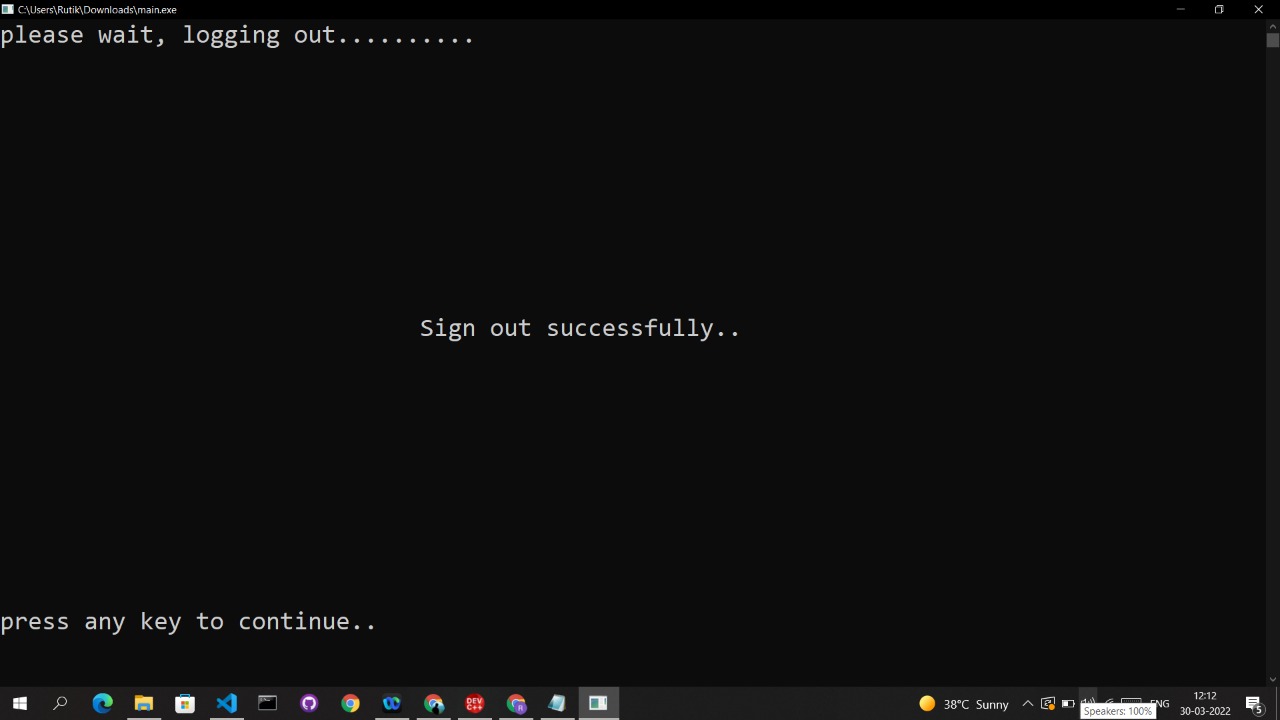 C:\Users\Rutik\Downloads\main.exe
please wait, logging out..........
Sign out successfully..
press any key to continue..
DEV
C++
R
38°C Sunny
ENG
12:12
30-03-2022
5
Speakers: 100%